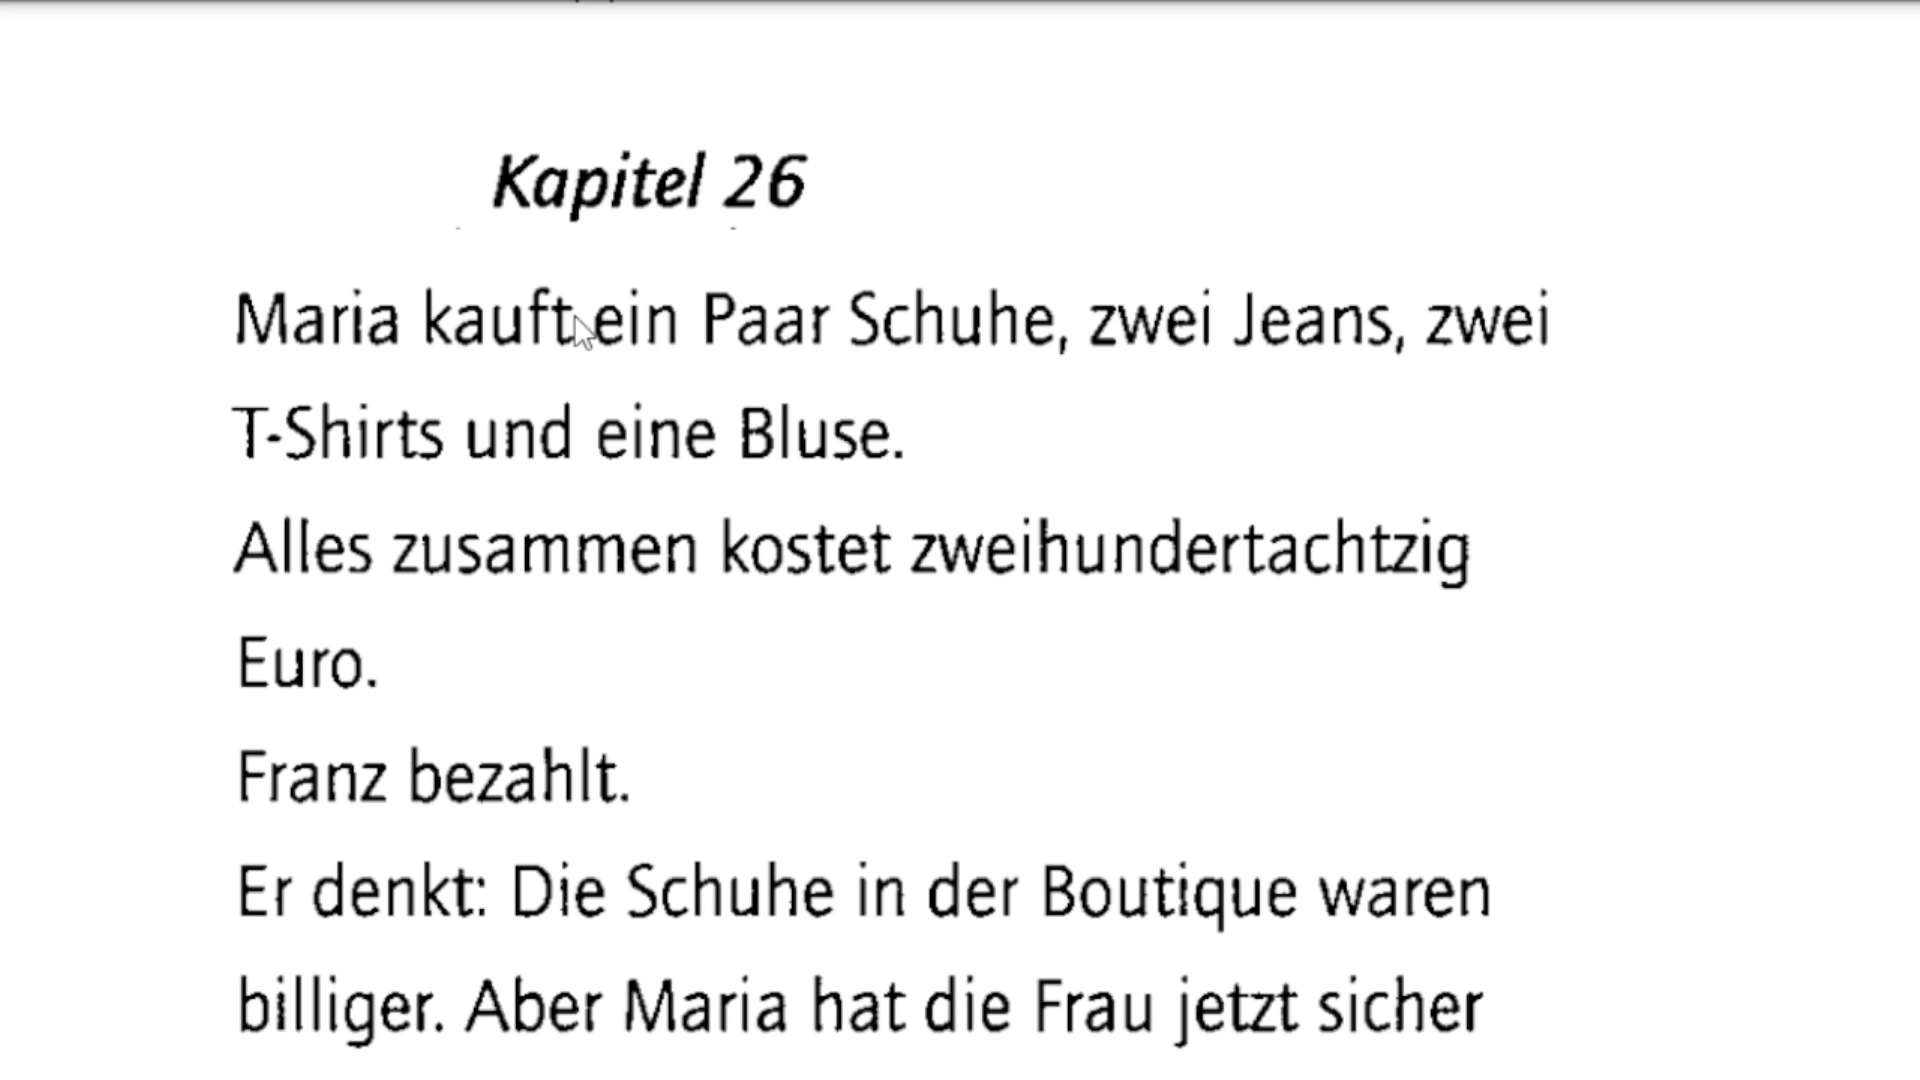 Kapitel 26
Maria kauft ein Paar Schuhe, zwei Jeans, zwei
T-Shirts und eine Bluse.
Alles zusammen kostet zweihundertachtzig
Euro.
Franz bezahlt.
Er denkt: Die Schuhe in der Boutique waren
billiger. Aber Maria hat die Frau jetzt sicher